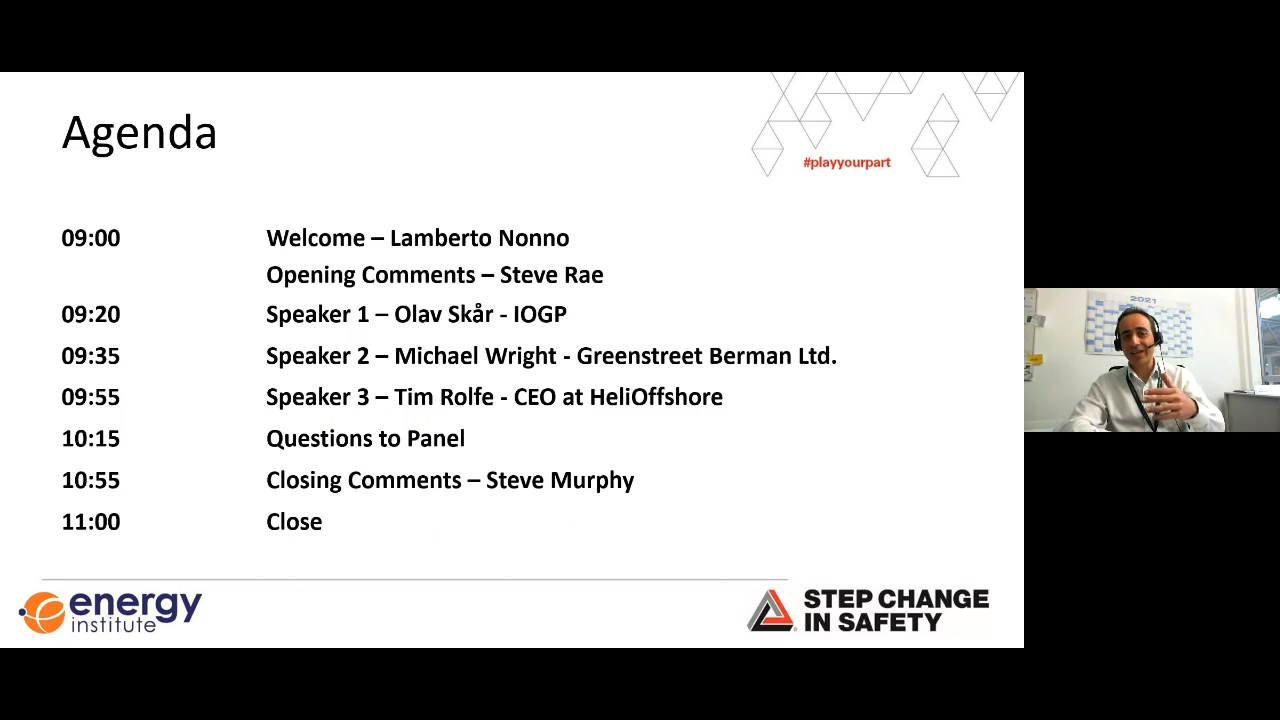 Agenda
#playyourpart
09:00 Welcome – Lamberto Nonno
Opening Comments – Steve Rae
09:20 Speaker 1 – Olav Skår - IOGP
09:35 Speaker 2 – Michael Wright - Greenstreet Berman Ltd.
09:55 Speaker 3 – Tim Rolfe - CEO at HeliOffshore
10:15 Questions to Panel
10:55 Closing Comments – Steve Murphy
11:00 Close
energy
institute
STEP CHANGE
IN SAFETY
2021